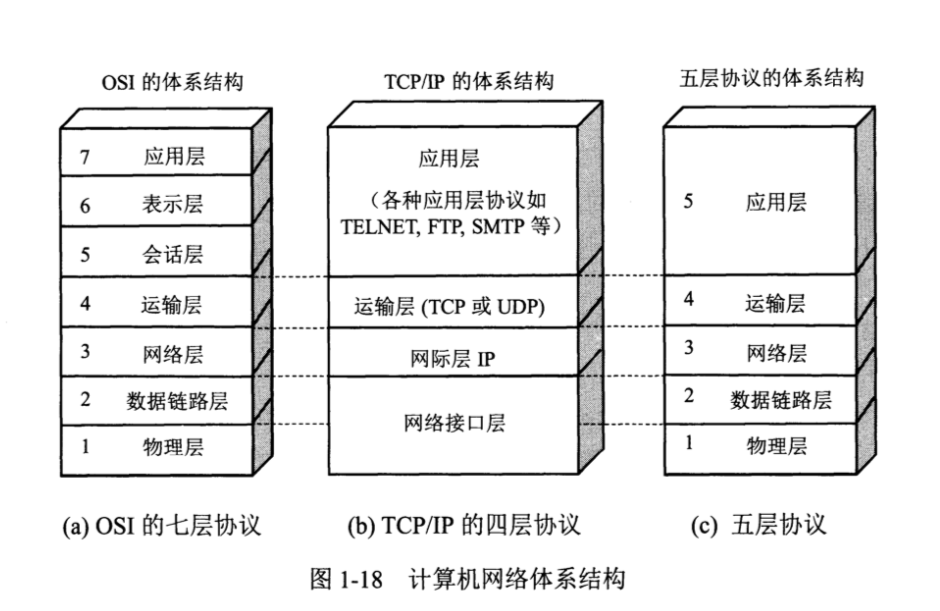 OSI 的体系结构
7 应用层
6 表示层
5 会话层
4 运输层
3 网络层
2 数据链路层
1 物理层
(a) OSI 的七层协议
TCP/IP 的体系结构
应用层
（各种应用层协议如
TELNET, FTP, SMTP 等）
运输层 (TCP 或 UDP)
网际层 IP
网络接口层
(b) TCP/IP 的四层协议
五层协议的体系结构
5 应用层
4 运输层
3 网络层
2 数据链路层
1 物理层
(c) 五层协议
图 1-18 计算机网络体系结构